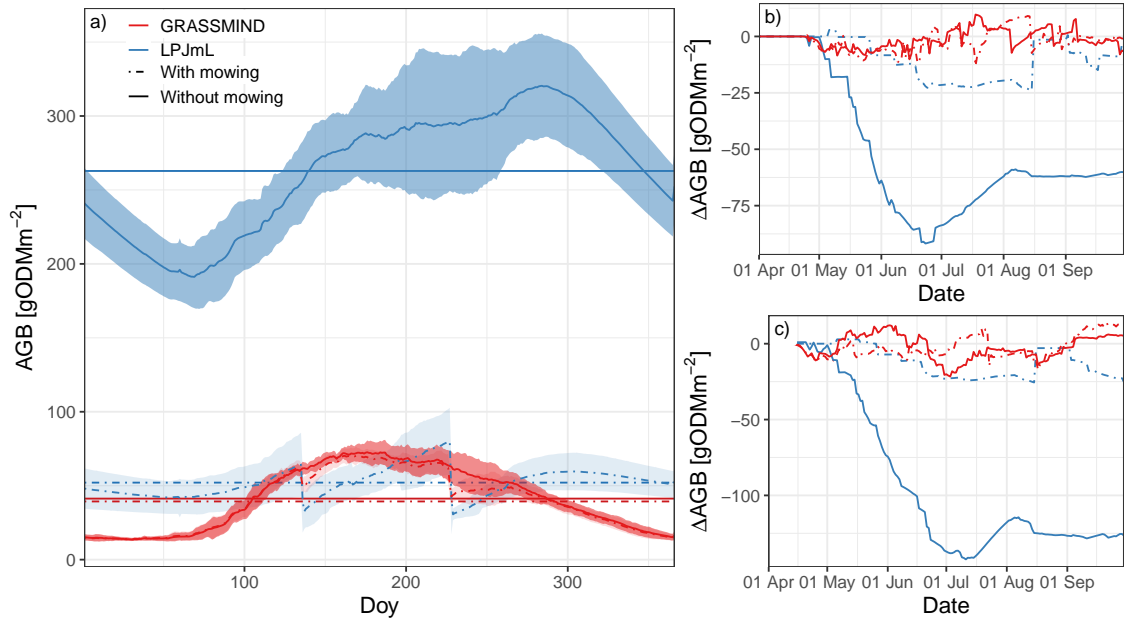 a)
GRASSMIND
LPJmL
With mowing
Without mowing
AGB [gODMm⁻²]
300
200
100
0
100
200
300
Doy
b)
ΔAGB [gODMm⁻²]
0
−25
−50
−75
01 Apr 01 May 01 Jun 01 Jul 01 Aug 01 Sep
Date
c)
ΔAGB [gODMm⁻²]
0
−50
−100
01 Apr 01 May 01 Jun 01 Jul 01 Aug 01 Sep
Date